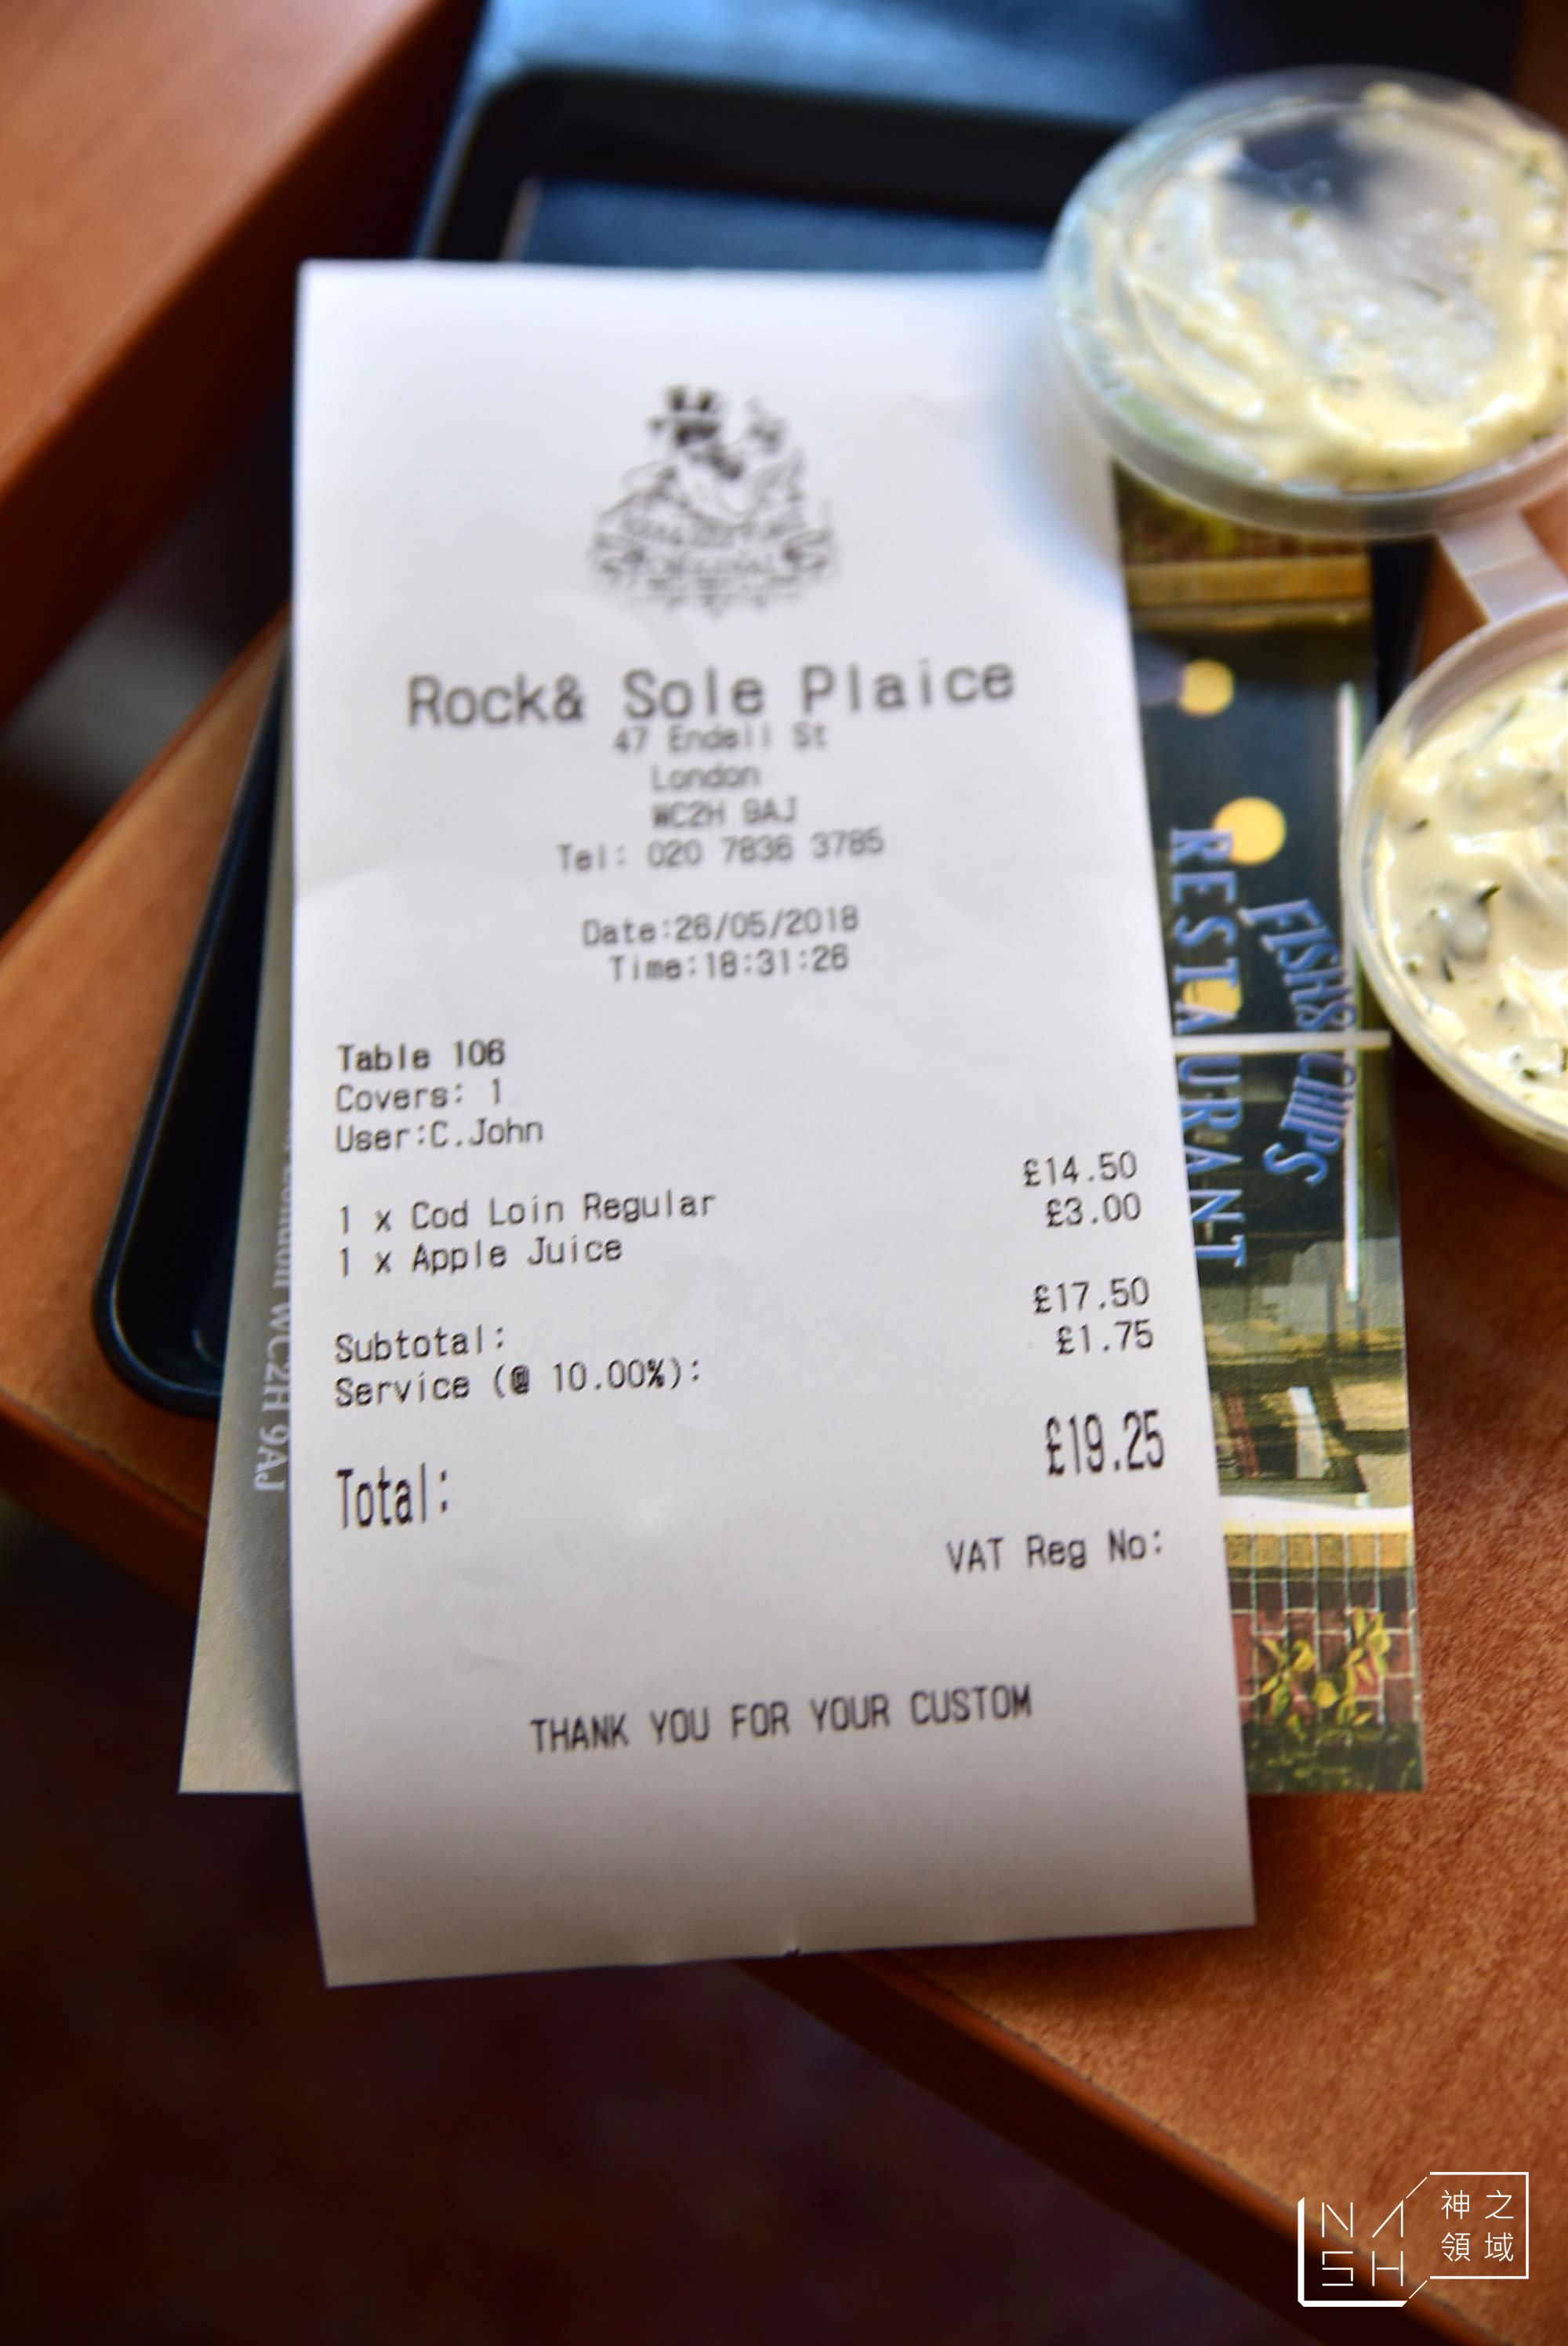 Rock& Sole Plaice
47 Endell St
London
WC2H 9AJ
Tel: 020 7836 3785
Date:26/05/2018
Time:18:31:26
Table 106
Covers: 1
User:C.John
1 x Cod Loin Regular £14.50
1 x Apple Juice £3.00
Subtotal: £17.50
Service (@ 10.00%): £1.75
Total: £19.25
VAT Reg No:
THANK YOU FOR YOUR CUSTOM
FISH & CHIPS
RESTAURANT
London WC2H 9AJ
NASH
神之
領域